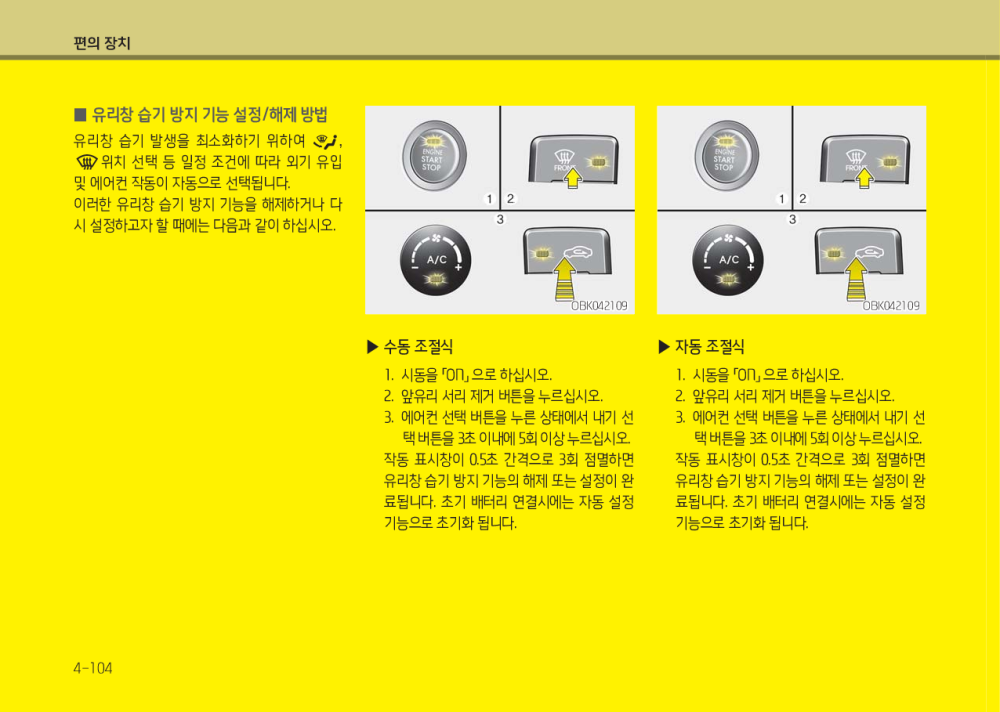 편의 장치
■ 유리창 습기 방지 기능 설정/해제 방법
유리창 습기 발생을 최소화하기 위하여 ,
위치 선택 등 일정 조건에 따라 외기 유입
및 에어컨 작동이 자동으로 선택됩니다.
이러한 유리창 습기 방지 기능을 해제하거나 다
시 설정하고자 할 때에는 다음과 같이 하십시오.
ENGINE
START
STOP
FRONT
1 2
3
A/C
- +
OBK042109
▶ 수동 조절식
1. 시동을 「ON」으로 하십시오.
2. 앞유리 서리 제거 버튼을 누르십시오.
3. 에어컨 선택 버튼을 누른 상태에서 내기 선
택 버튼을 3초 이내에 5회 이상 누르십시오.
작동 표시창이 0.5초 간격으로 3회 점멸하면
유리창 습기 방지 기능의 해제 또는 설정이 완
료됩니다. 초기 배터리 연결시에는 자동 설정
기능으로 초기화 됩니다.
ENGINE
START
STOP
FRONT
1 2
3
A/C
- +
OBK042109
▶ 자동 조절식
1. 시동을 「ON」으로 하십시오.
2. 앞유리 서리 제거 버튼을 누르십시오.
3. 에어컨 선택 버튼을 누른 상태에서 내기 선
택 버튼을 3초 이내에 5회 이상 누르십시오.
작동 표시창이 0.5초 간격으로 3회 점멸하면
유리창 습기 방지 기능의 해제 또는 설정이 완
료됩니다. 초기 배터리 연결시에는 자동 설정
기능으로 초기화 됩니다.
4-104